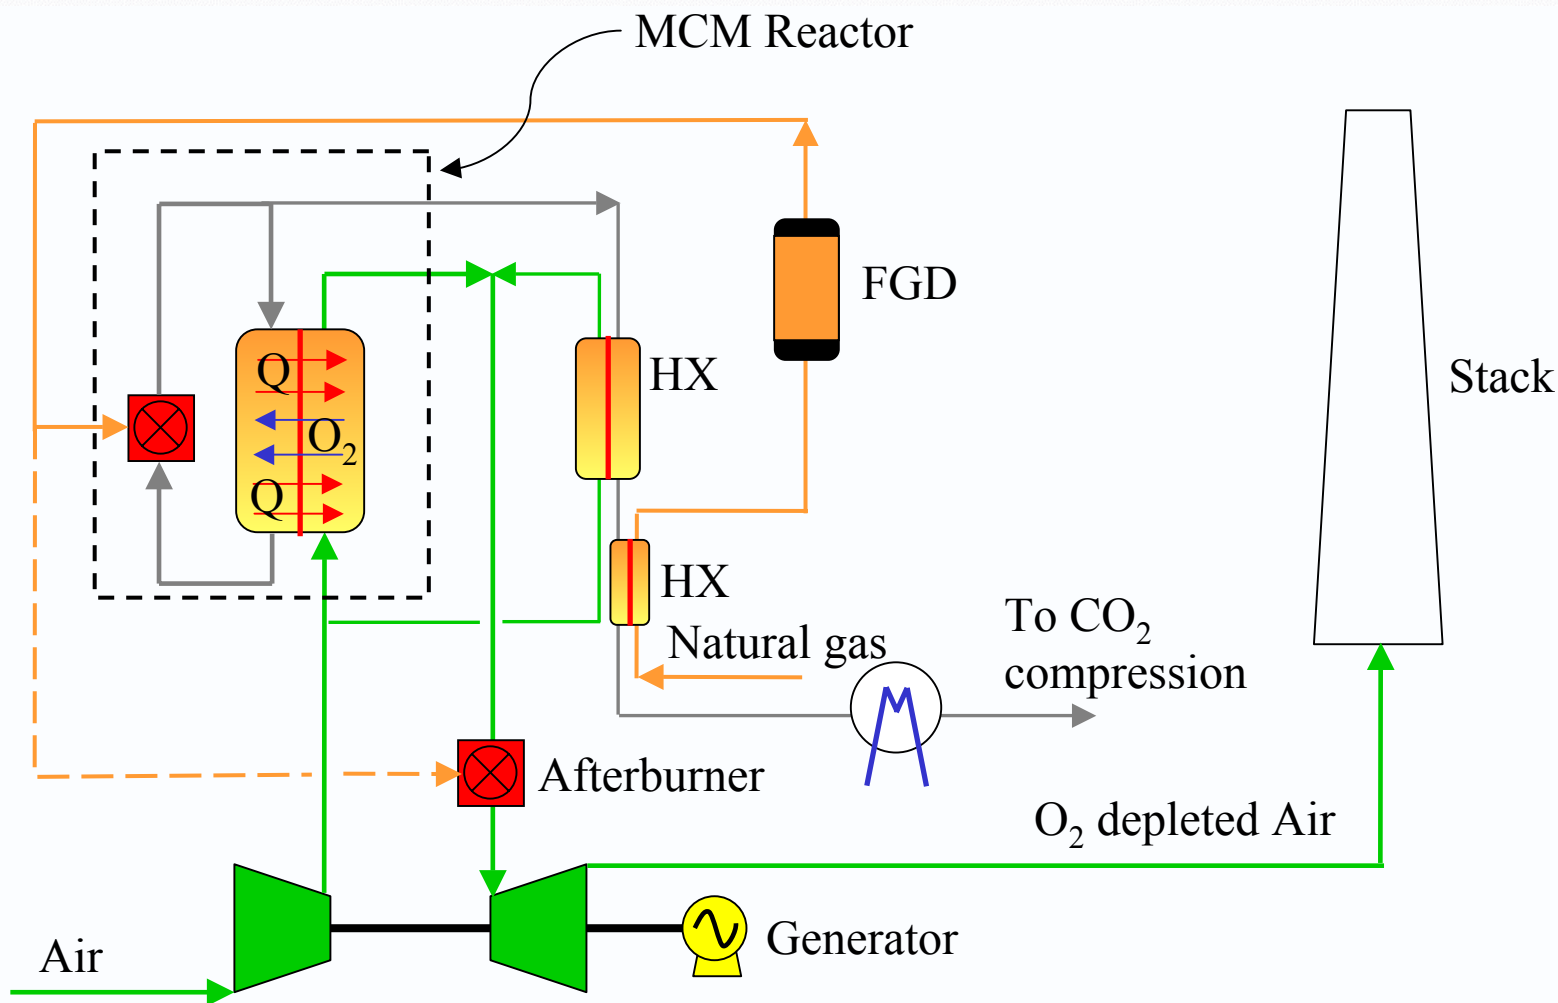 MCM Reactor
FGD
Q
HX
Stack
O₂
Q
HX
To CO₂
compression
Natural gas
Afterburner
O₂ depleted Air
Generator
Air